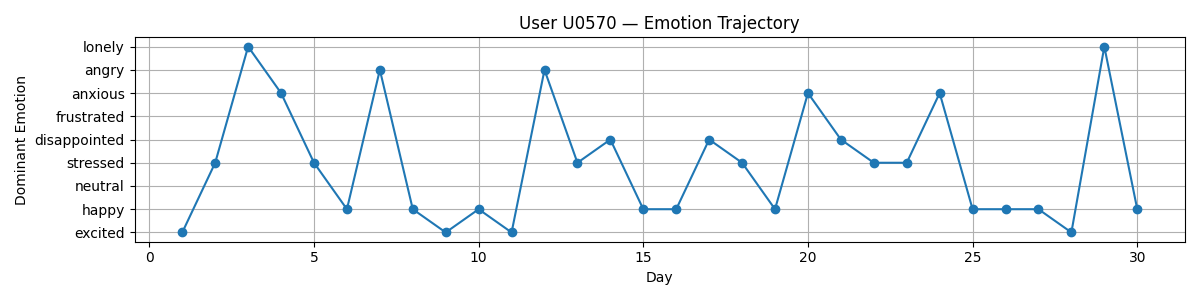 User U0570 — Emotion Trajectory
Dominant Emotion
lonely
angry
anxious
frustrated
disappointed
stressed
neutral
happy
excited
0 5 10 15 20 25 30
Day